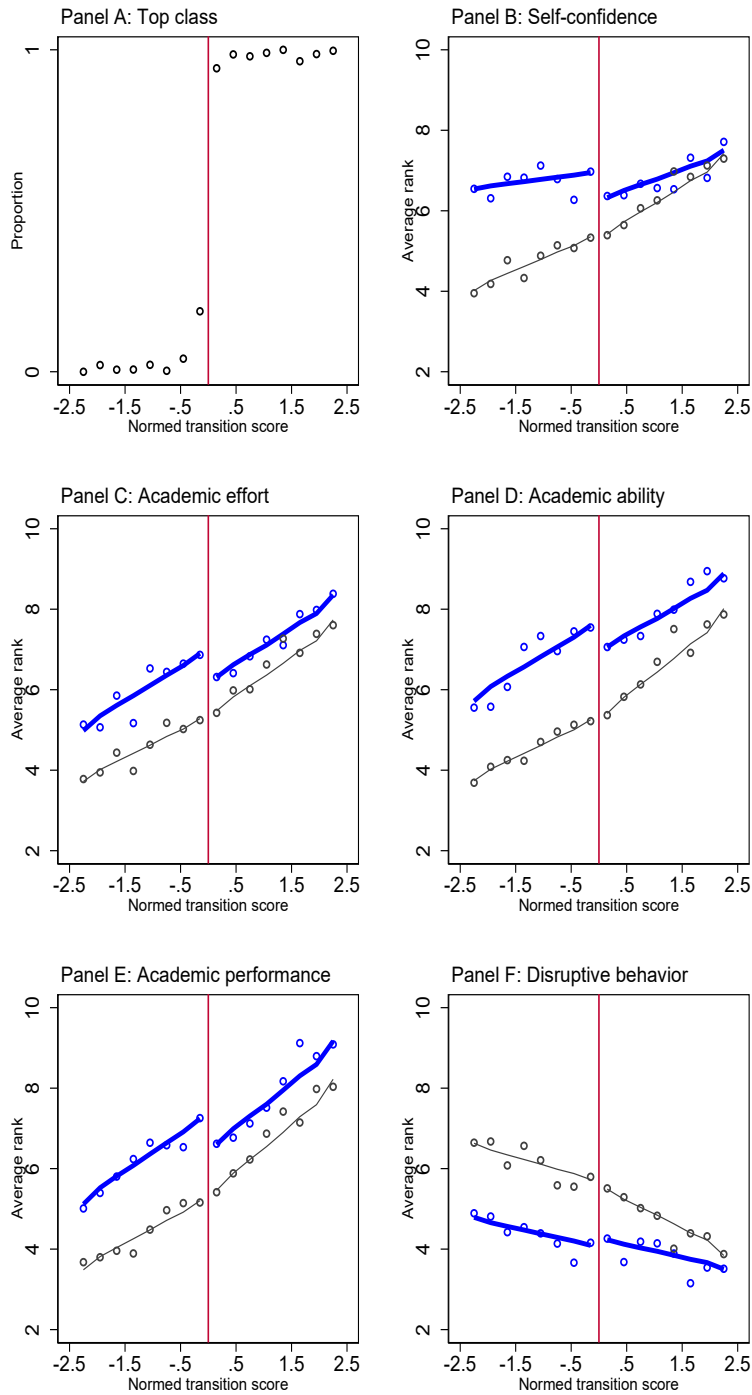 Panel A: Top class
1
0
Proportion
-2.5 -1.5 -.5 .5 1.5 2.5
Normed transition score
Panel B: Self-confidence
10
8
6
4
2
Average rank
-2.5 -1.5 -.5 .5 1.5 2.5
Normed transition score
Panel C: Academic effort
10
8
6
4
2
Average rank
-2.5 -1.5 -.5 .5 1.5 2.5
Normed transition score
Panel D: Academic ability
10
8
6
4
2
Average rank
-2.5 -1.5 -.5 .5 1.5 2.5
Normed transition score
Panel E: Academic performance
10
8
6
4
2
Average rank
-2.5 -1.5 -.5 .5 1.5 2.5
Normed transition score
Panel F: Disruptive behavior
10
8
6
4
2
Average rank
-2.5 -1.5 -.5 .5 1.5 2.5
Normed transition score